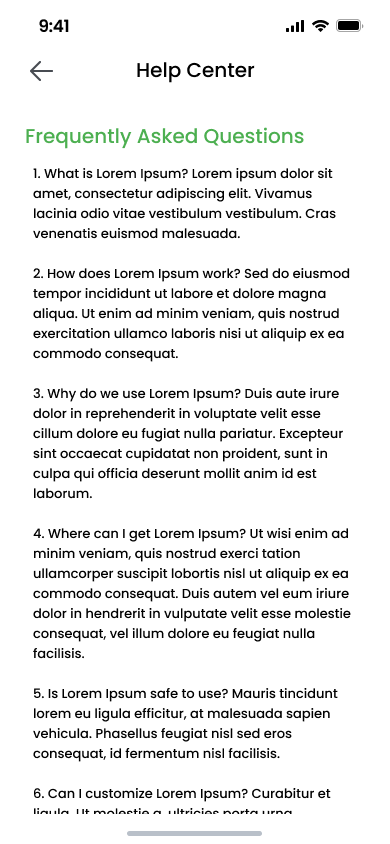 9:41
Help Center
Frequently Asked Questions
1. What is Lorem Ipsum? Lorem ipsum dolor sit
amet, consectetur adipiscing elit. Vivamus
lacinia odio vitae vestibulum vestibulum. Cras
venenatis euismod malesuada.
2. How does Lorem Ipsum work? Sed do eiusmod
tempor incididunt ut labore et dolore magna
aliqua. Ut enim ad minim veniam, quis nostrud
exercitation ullamco laboris nisi ut aliquip ex ea
commodo consequat.
3. Why do we use Lorem Ipsum? Duis aute irure
dolor in reprehenderit in voluptate velit esse
cillum dolore eu fugiat nulla pariatur. Excepteur
sint occaecat cupidatat non proident, sunt in
culpa qui officia deserunt mollit anim id est
laborum.
4. Where can I get Lorem Ipsum? Ut wisi enim ad
minim veniam, quis nostrud exerci tation
ullamcorper suscipit lobortis nisl ut aliquip ex ea
commodo consequat. Duis autem vel eum iriure
dolor in hendrerit in vulputate velit esse molestie
consequat, vel illum dolore eu feugiat nulla
facilisis.
5. Is Lorem Ipsum safe to use? Mauris tincidunt
lorem eu ligula efficitur, at malesuada sapien
vehicula. Phasellus feugiat nisl sed eros
consequat, id fermentum nisl facilisis.
6. Can I customize Lorem Ipsum? Curabitur et
ligula. Ut molestie a, ultricies porta urna.